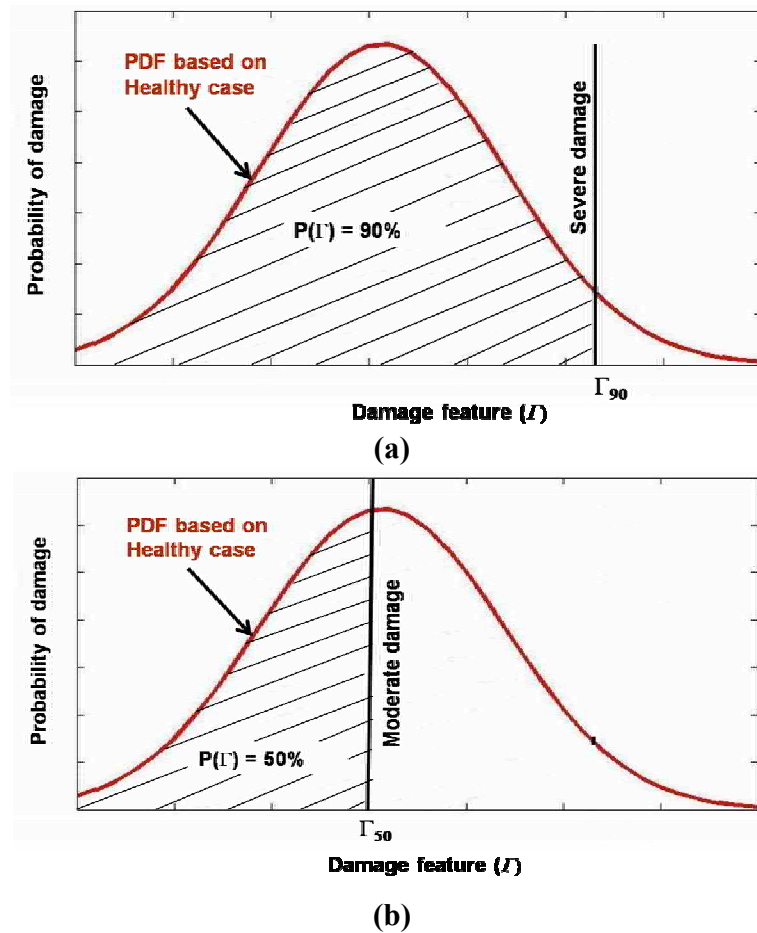 PDF based on
Healthy case
Probability of damage
P(Γ) = 90%
Severe damage
Γ90
Damage feature (Γ)
(a)
PDF based on
Healthy case
Probability of damage
P(Γ) = 50%
Moderate damage
Γ50
Damage feature (Γ)
(b)